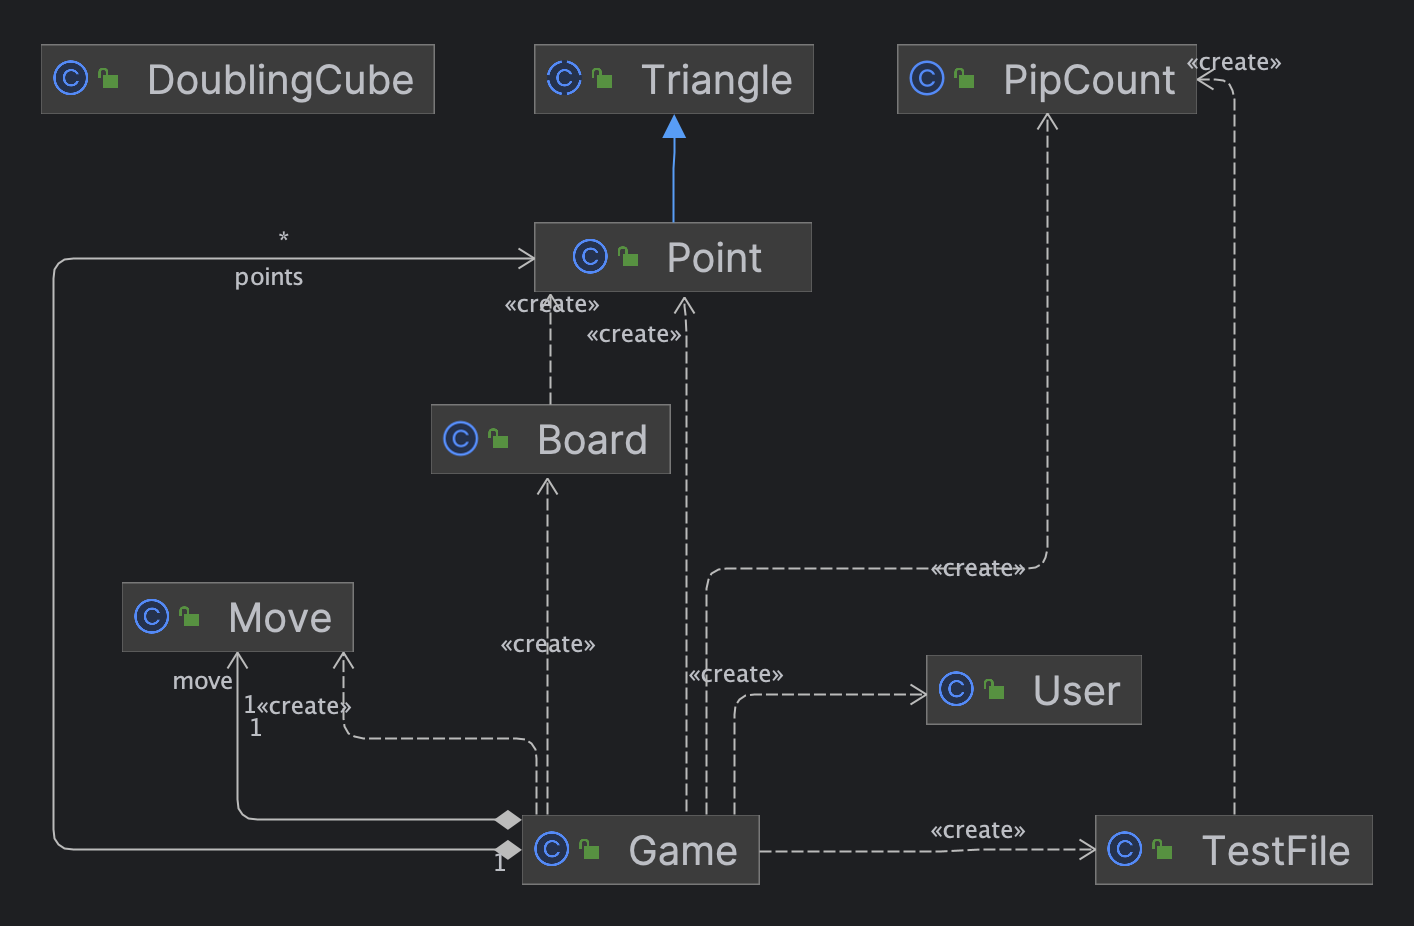 DoublingCube
Triangle
PipCount
«create»
*
points
Point
«create»
«create»
Board
«create»
Move
«create»
move
1
«create»
1
«create»
User
Game
1
«create»
TestFile